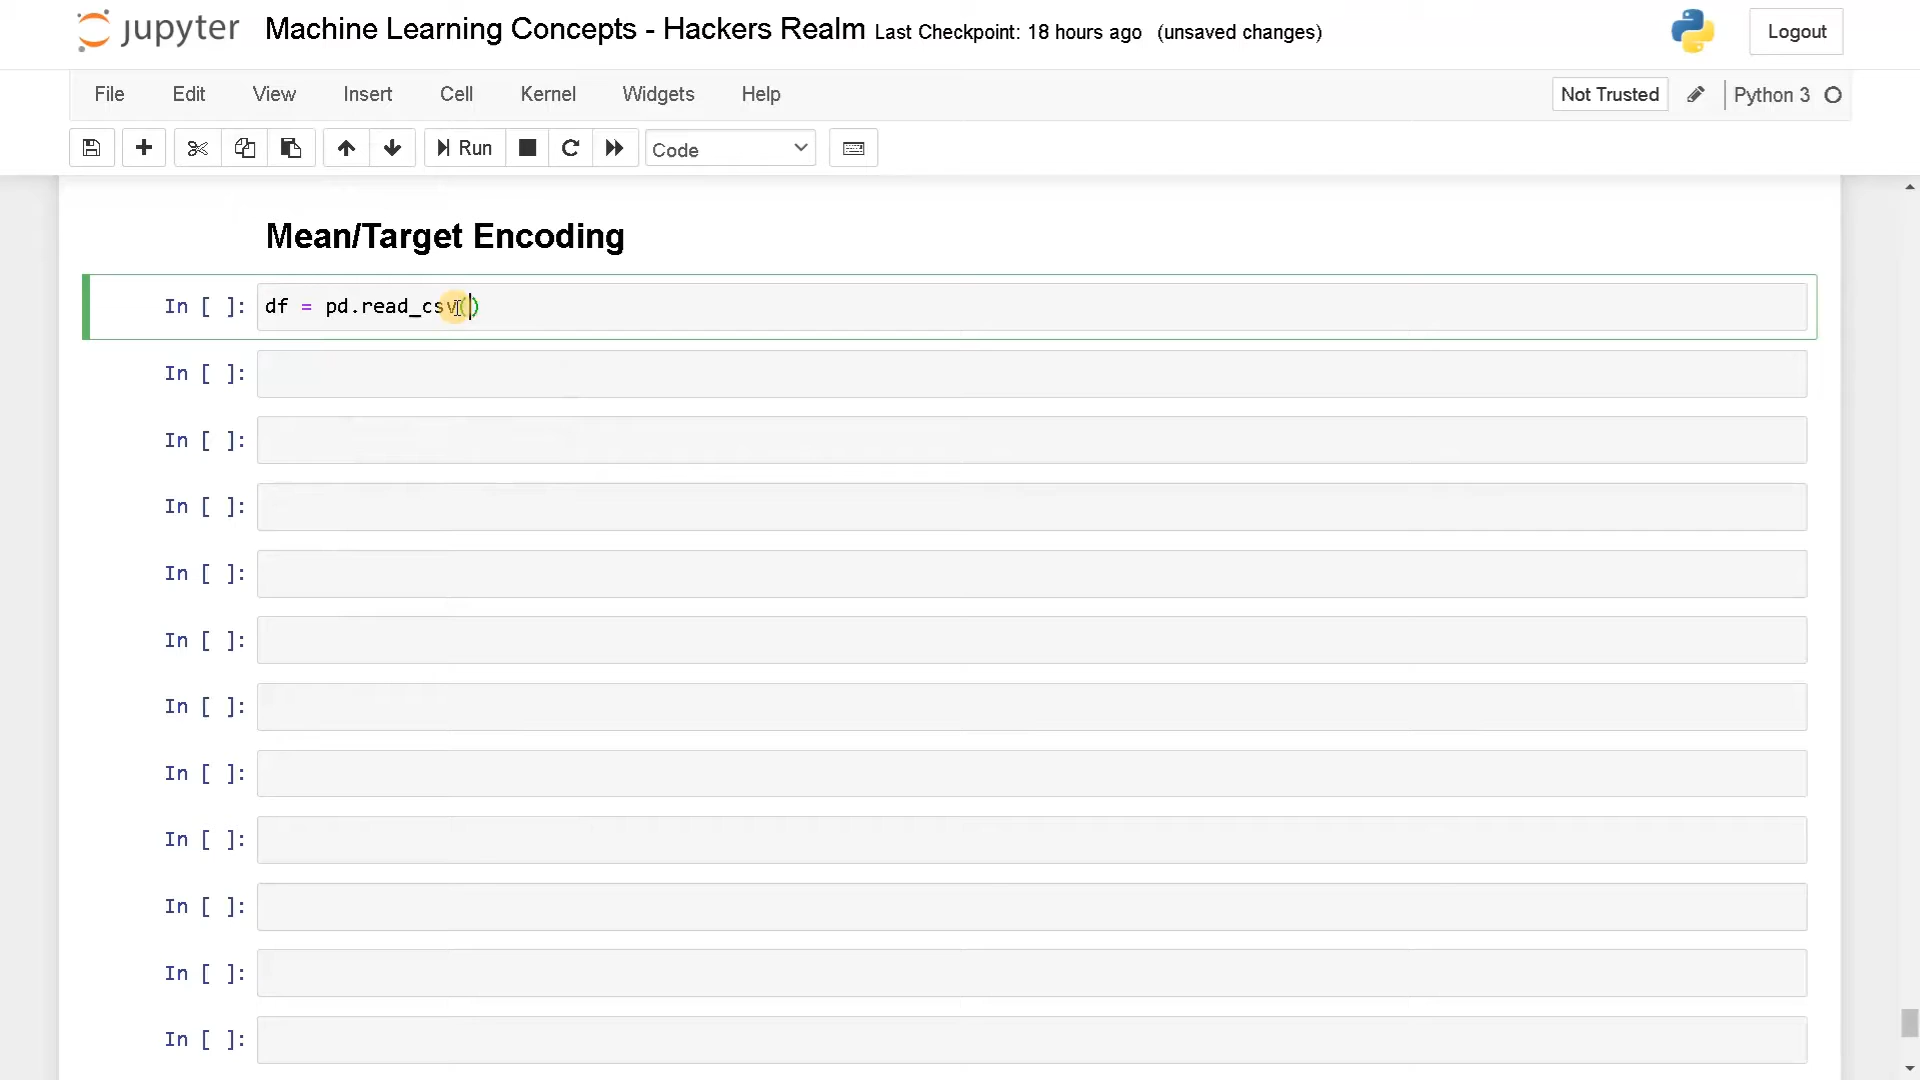 jupyter Machine Learning Concepts - Hackers Realm Last Checkpoint: 18 hours ago (unsaved changes) Logout
File Edit View Insert Cell Kernel Widgets Help Not Trusted Python 3
Run Code
Mean/Target Encoding
In [ ]: df = pd.read_csv()
In [ ]:
In [ ]:
In [ ]:
In [ ]:
In [ ]:
In [ ]:
In [ ]:
In [ ]:
In [ ]:
In [ ]:
In [ ]: